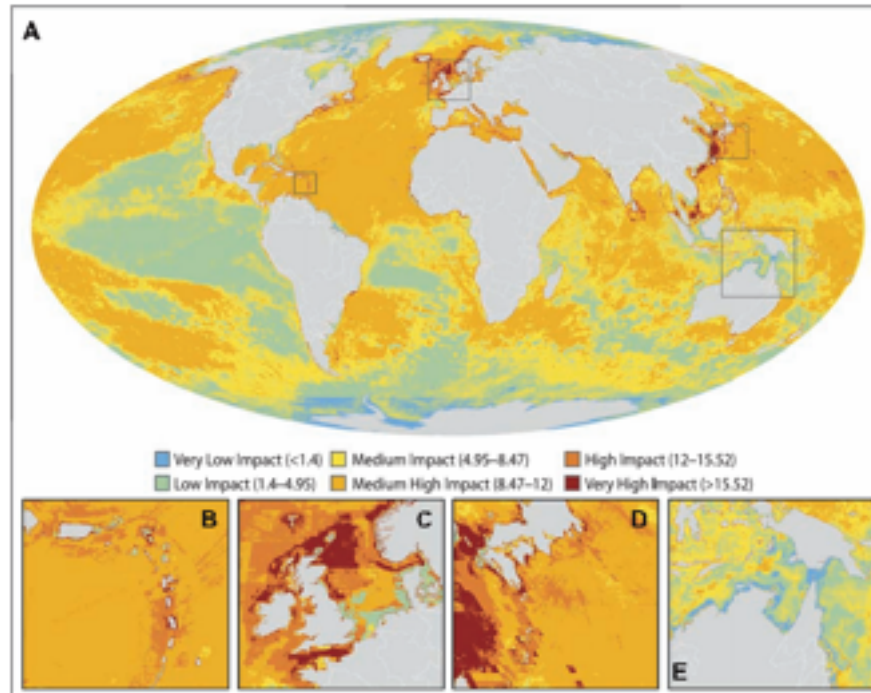 A
Very Low Impact (<1.4) Medium Impact (4.95–8.47) High Impact (12–15.52)
Low Impact (1.4–4.95) Medium High Impact (8.47–12) Very High Impact (>15.52)
B C D
E